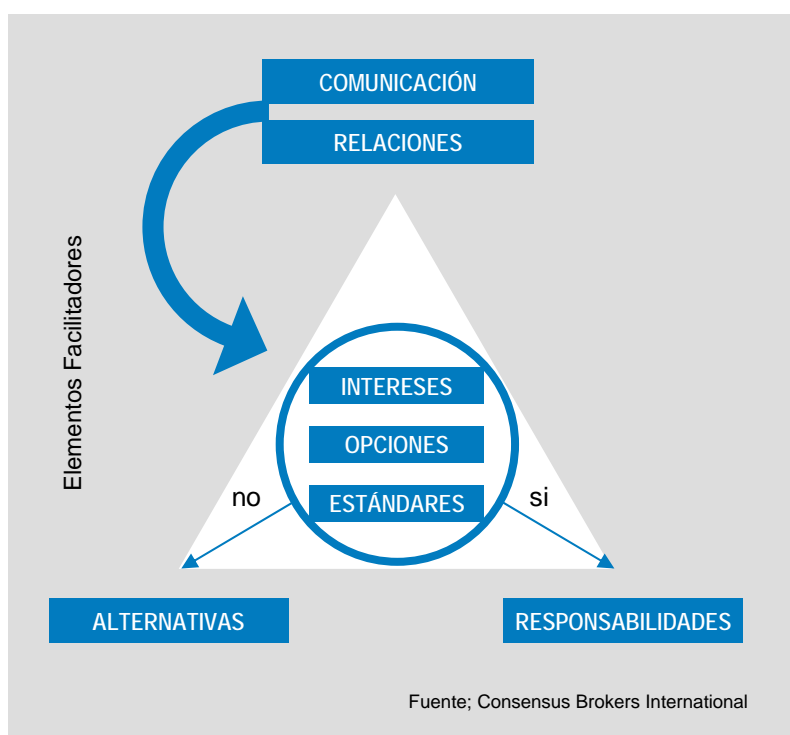 COMUNICACIÓN
RELACIONES
Elementos Facilitadores
INTERESES
OPCIONES
ESTÁNDARES
no
si
ALTERNATIVAS
RESPONSABILIDADES
Fuente; Consensus Brokers International